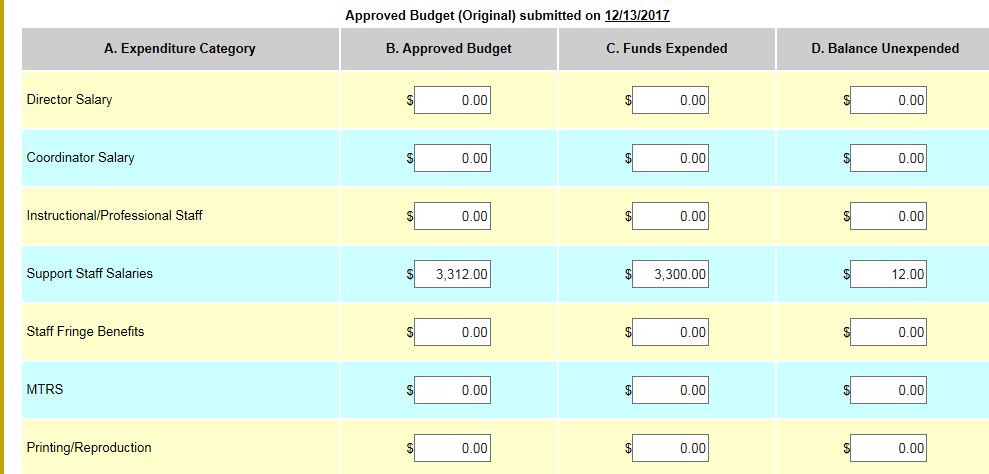 Approved Budget (Original) submitted on 12/13/2017
A. Expenditure Category B. Approved Budget C. Funds Expended D. Balance Unexpended
Director Salary $ 0.00 $ 0.00 $ 0.00
Coordinator Salary $ 0.00 $ 0.00 $ 0.00
Instructional/Professional Staff $ 0.00 $ 0.00 $ 0.00
Support Staff Salaries $ 3,312.00 $ 3,300.00 $ 12.00
Staff Fringe Benefits $ 0.00 $ 0.00 $ 0.00
MTRS $ 0.00 $ 0.00 $ 0.00
Printing/Reproduction $ 0.00 $ 0.00 $ 0.00